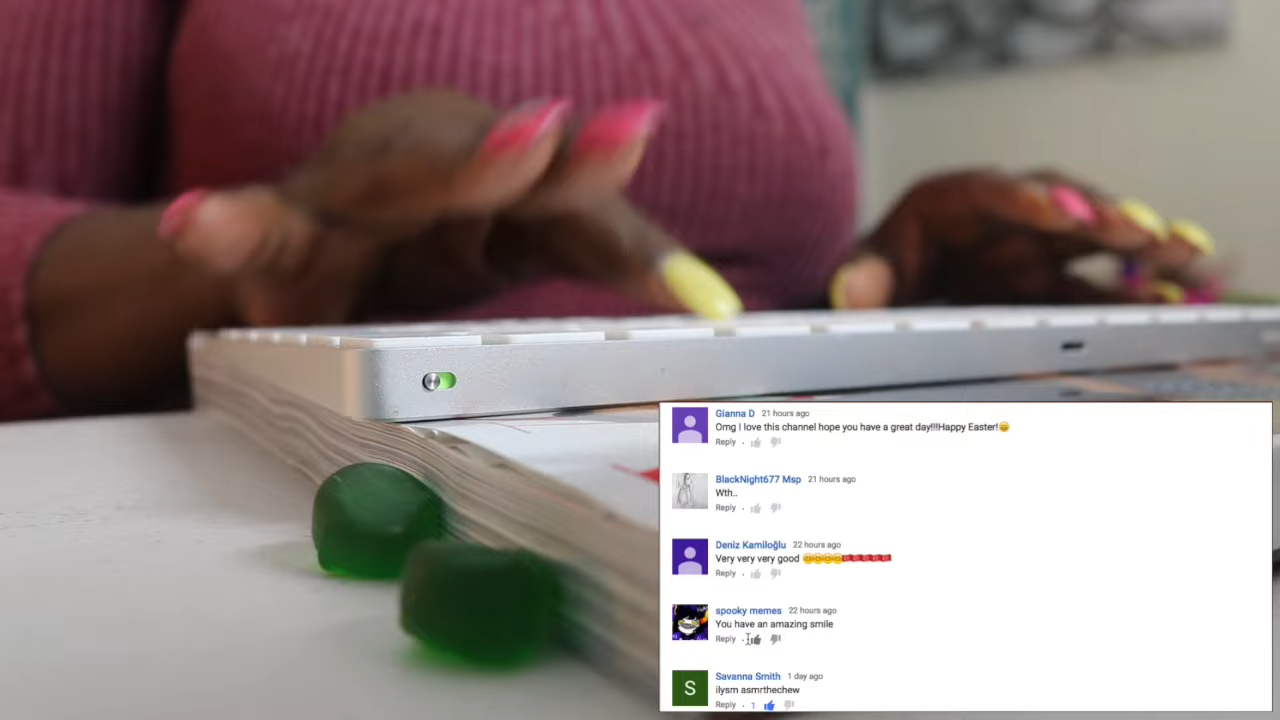 Gianna D 21 hours ago
Omg I love this channel hope you have a great day!!!!Happy Easter!😀
Reply
BlackNight677 Msp 21 hours ago
Wth..
Reply
Deniz Kamiloğlu 22 hours ago
Very very very good 😀😀😀😀🇹🇷🇹🇷🇹🇷🇹🇷🇹🇷
Reply
spooky memes 22 hours ago
You have an amazing smile
Reply
S
Savanna Smith 1 day ago
ilysm asmrthechew
Reply 1